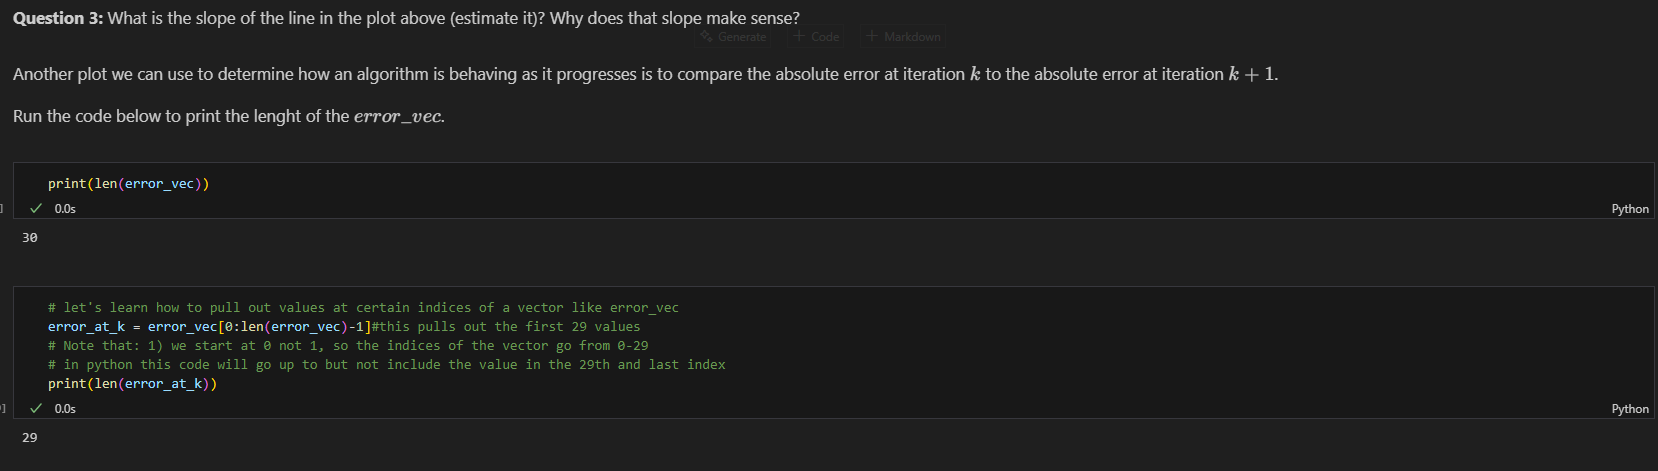 Question 3: What is the slope of the line in the plot above (estimate it)? Why does that slope make sense?
Generate + Code + Markdown
Another plot we can use to determine how an algorithm is behaving as it progresses is to compare the absolute error at iteration k to the absolute error at iteration k + 1.
Run the code below to print the lenght of the error_vec.
print(len(error_vec))
] ✓ 0.0s Python
30
# let's learn how to pull out values at certain indices of a vector like error_vec
error_at_k = error_vec[0:len(error_vec)-1]#this pulls out the first 29 values
# Note that: 1) we start at 0 not 1, so the indices of the vector go from 0-29
# in python this code will go up to but not include the value in the 29th and last index
print(len(error_at_k))
] ✓ 0.0s Python
29